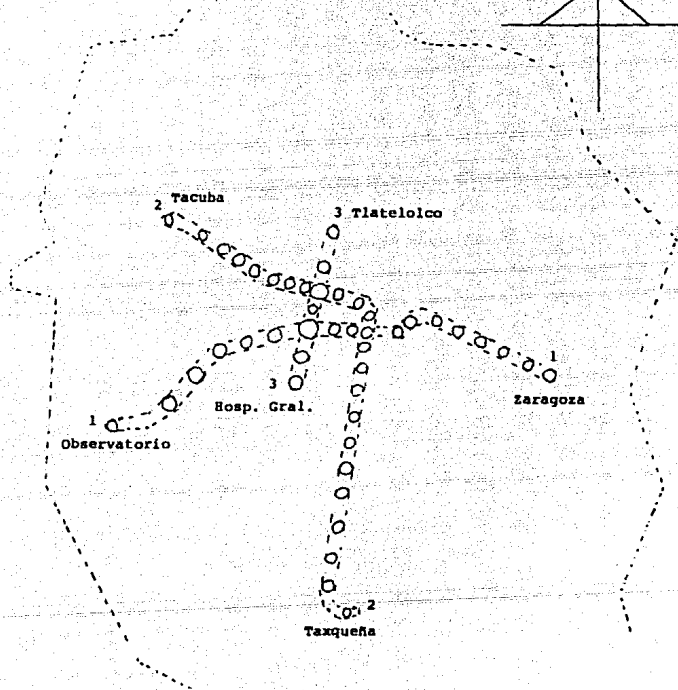 2 Tacuba
3 Tlatelolco
1
Zaragoza
3
Hosp. Gral.
1
Observatorio
2
Taxqueña